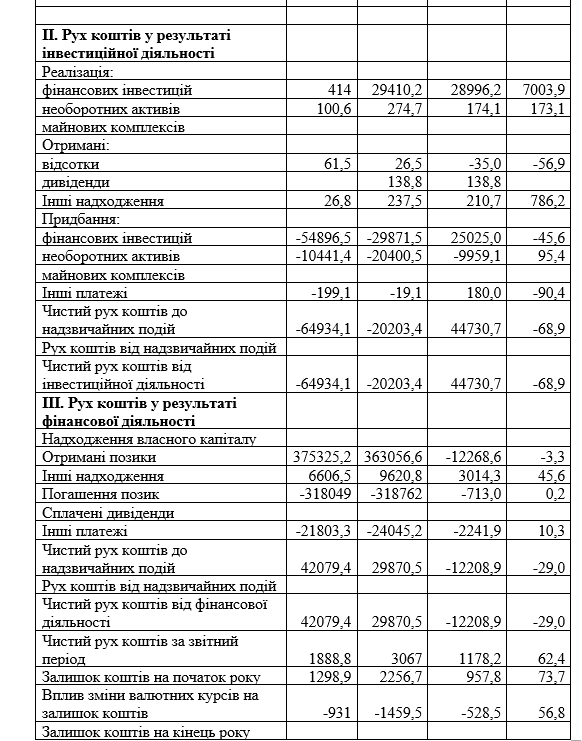 II. Рух коштів у результаті
інвестиційної діяльності
Реалізація:
фінансових інвестицій 414 29410,2 28996,2 7003,9
необоротних активів 100,6 274,7 174,1 173,1
майнових комплексів
Отримані:
відсотки 61,5 26,5 -35,0 -56,9
дивіденди 138,8 138,8
Інші надходження 26,8 237,5 210,7 786,2
Придбання:
фінансових інвестицій -54896,5 -29871,5 25025,0 -45,6
необоротних активів -10441,4 -20400,5 -9959,1 95,4
майнових комплексів
Інші платежі -199,1 -19,1 180,0 -90,4
Чистий рух коштів до
надзвичайних подій -64934,1 -20203,4 44730,7 -68,9
Рух коштів від надзвичайних подій
Чистий рух коштів від
інвестиційної діяльності -64934,1 -20203,4 44730,7 -68,9
III. Рух коштів у результаті
фінансової діяльності
Надходження власного капіталу
Отримані позики 375325,2 363056,6 -12268,6 -3,3
Інші надходження 6606,5 9620,8 3014,3 45,6
Погашення позик -318049 -318762 -713,0 0,2
Сплачені дивіденди
Інші платежі -21803,3 -24045,2 -2241,9 10,3
Чистий рух коштів до
надзвичайних подій 42079,4 29870,5 -12208,9 -29,0
Рух коштів від надзвичайних подій
Чистий рух коштів від фінансової
діяльності 42079,4 29870,5 -12208,9 -29,0
Чистий рух коштів за звітний
період 1888,8 3067 1178,2 62,4
Залишок коштів на початок року 1298,9 2256,7 957,8 73,7
Вплив зміни валютних курсів на
залишок коштів -931 -1459,5 -528,5 56,8
Залишок коштів на кінець року